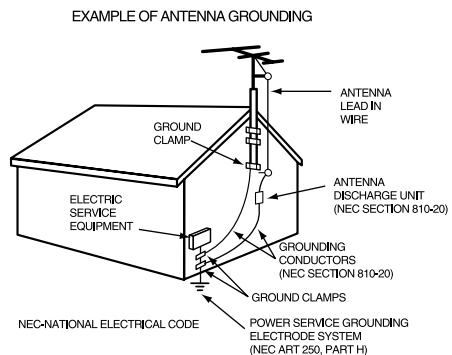 EXAMPLE OF ANTENNA GROUNDING
ANTENNA
LEAD IN
WIRE
GROUND
CLAMP
ANTENNA
DISCHARGE UNIT
(NEC SECTION 810-20)
ELECTRIC
SERVICE
EQUIPMENT
GROUNDING
CONDUCTORS
(NEC SECTION 810-20)
GROUND CLAMPS
NEC-NATIONAL ELECTRICAL CODE
POWER SERVICE GROUNDING
ELECTRODE SYSTEM
(NEC ART 250, PART H)